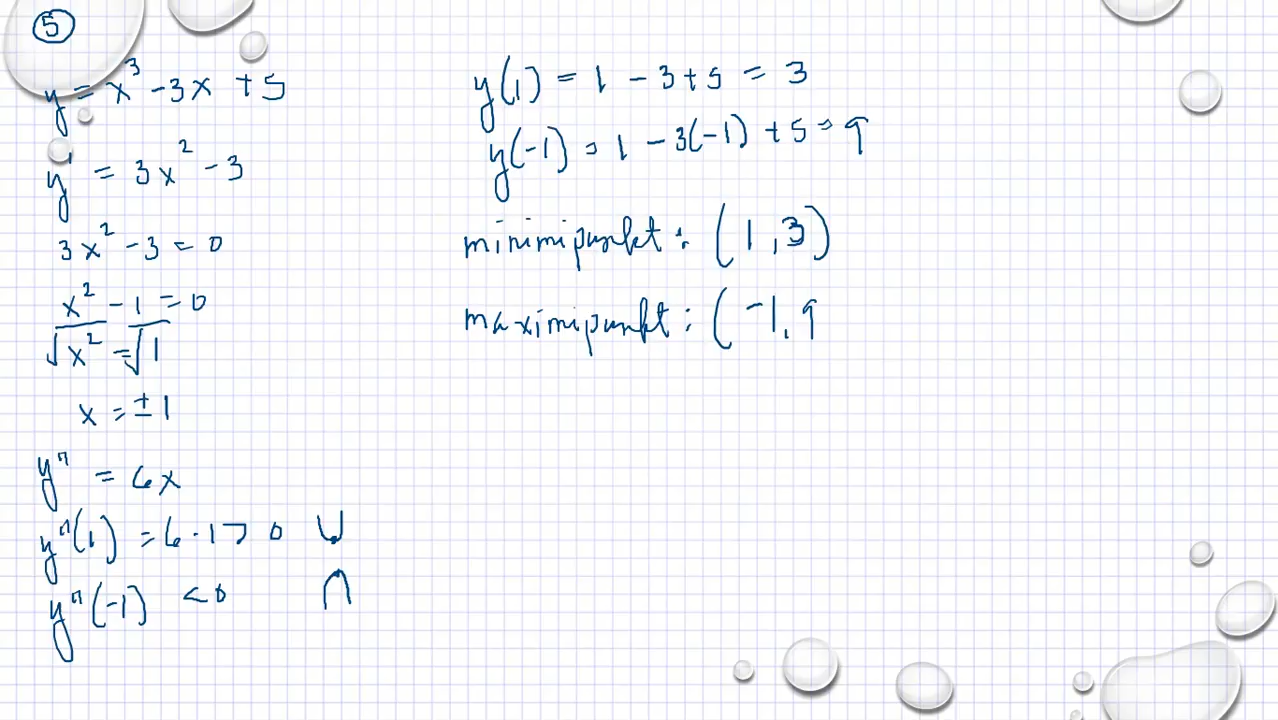 5
y = x³ - 3x + 5
y' = 3x² - 3
3x² - 3 = 0
x² - 1 = 0
√x² = √1
x = ± 1
y" = 6x
y"(1) = 6 · 1 > 0 ∪
y"(-1) < 0 ∩
y(1) = 1 - 3 + 5 = 3
y(-1) = 1 - 3(-1) + 5 = 9
minimipunkt : (1, 3)
maximipunkt : (-1, 9